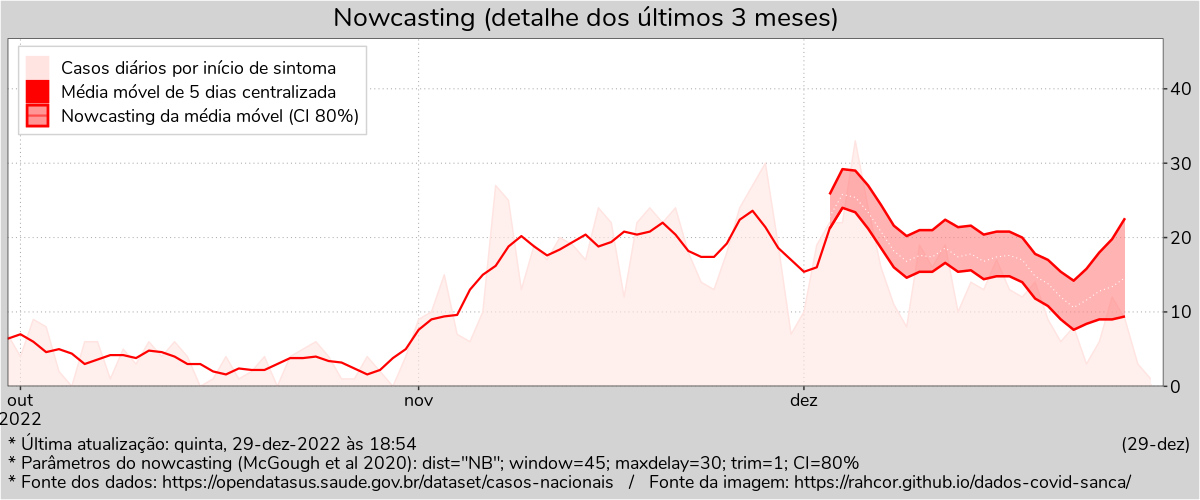 Nowcasting (detalhe dos últimos 3 meses)
Casos diários por início de sintoma
Média móvel de 5 dias centralizada
Nowcasting da média móvel (CI 80%)
40
30
20
10
0
out
2022
nov
dez
* Última atualização: quinta, 29-dez-2022 às 18:54
(29-dez)
* Parâmetros do nowcasting (McGough et al 2020): dist="NB"; window=45; maxdelay=30; trim=1; CI=80%
* Fonte dos dados: https://opendatasus.saude.gov.br/dataset/casos-nacionais / Fonte da imagem: https://rahcor.github.io/dados-covid-sanca/